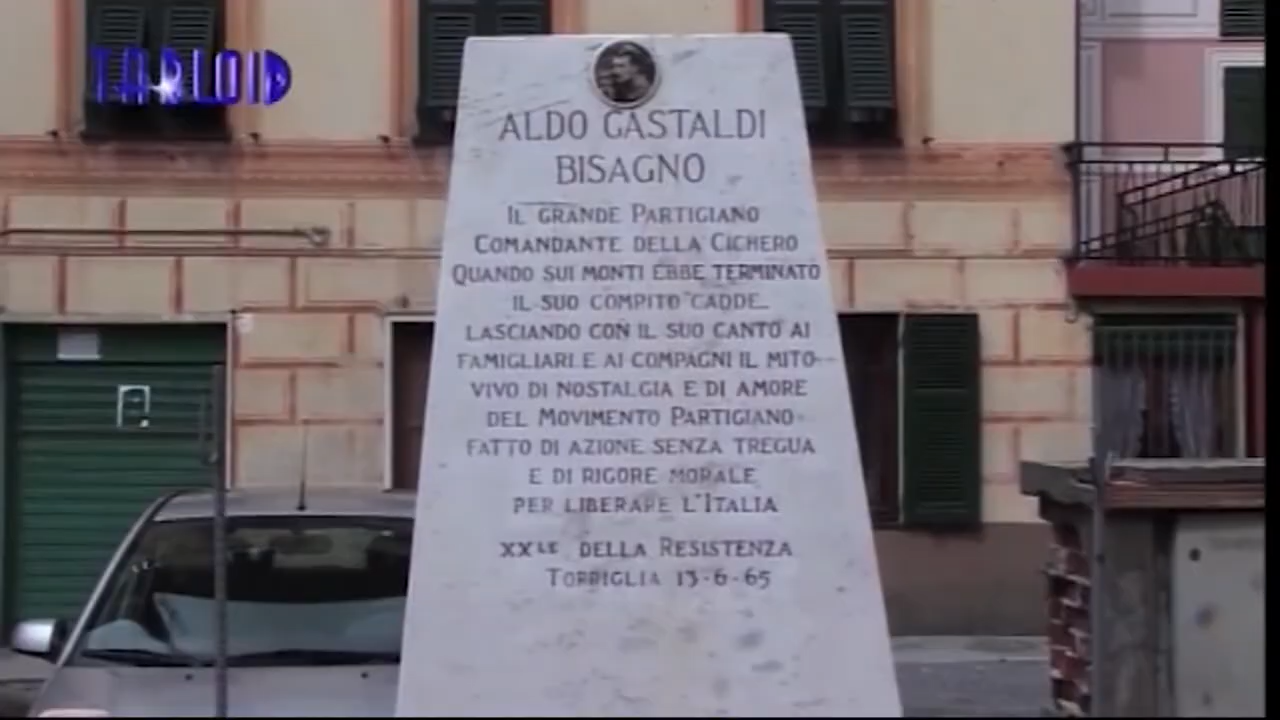 TARLOID
ALDO GASTALDI
BISAGNO
IL GRANDE PARTIGIANO
COMANDANTE DELLA CICHERO
QUANDO SUI MONTI EBBE TERMINATO
IL SUO COMPITO CADDE
LASCIANDO CON IL SUO CANTO AI
FAMIGLIARI E AI COMPAGNI IL MITO
VIVO DI NOSTALGIA E DI AMORE
DEL MOVIMENTO PARTIGIANO
FATTO DI AZIONE SENZA TREGUA
E DI RIGORE MORALE
PER LIBERARE L'ITALIA
XXLE DELLA RESISTENZA
TORRIGLIA 13-6-65